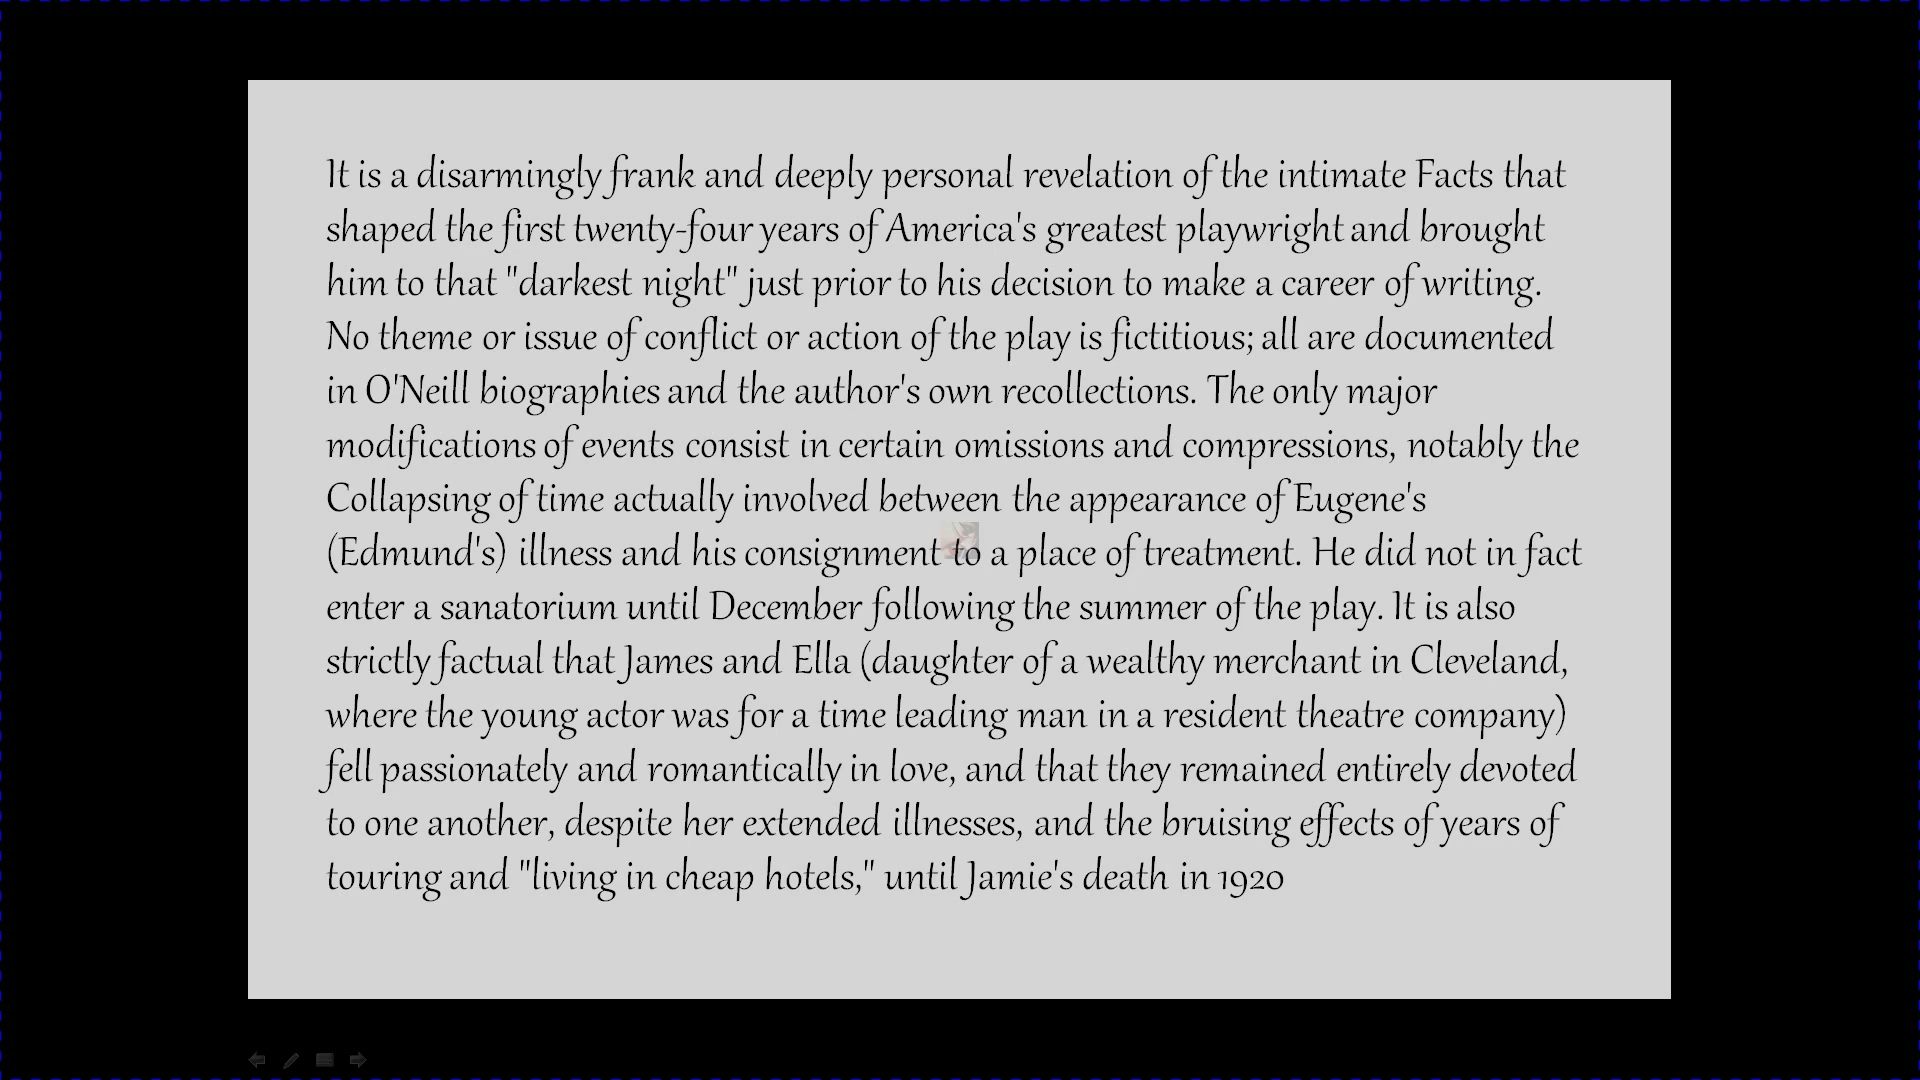 It is a disarmingly frank and deeply personal revelation of the intimate Facts that
shaped the first twenty-four years of America's greatest playwright and brought
him to that "darkest night" just prior to his decision to make a career of writing.
No theme or issue of conflict or action of the play is fictitious; all are documented
in O'Neill biographies and the author's own recollections. The only major
modifications of events consist in certain omissions and compressions, notably the
Collapsing of time actually involved between the appearance of Eugene's
(Edmund's) illness and his consignment to a place of treatment. He did not in fact
enter a sanatorium until December following the summer of the play. It is also
strictly factual that James and Ella (daughter of a wealthy merchant in Cleveland,
where the young actor was for a time leading man in a resident theatre company)
fell passionately and romantically in love, and that they remained entirely devoted
to one another, despite her extended illnesses, and the bruising effects of years of
touring and "living in cheap hotels," until Jamie's death in 1920